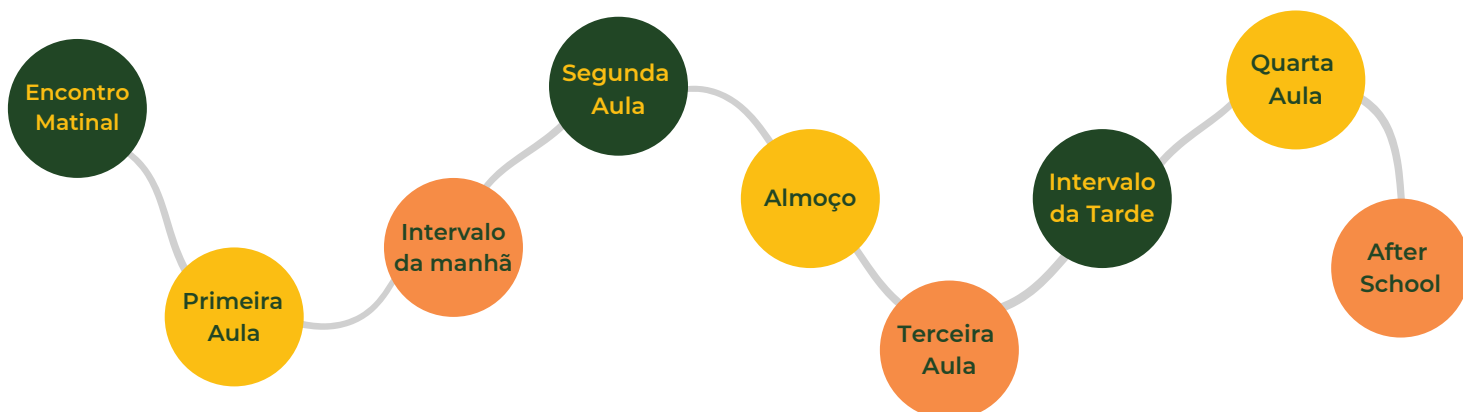 Encontro
Matinal
Primeira
Aula
Intervalo
da manhã
Segunda
Aula
Almoço
Terceira
Aula
Intervalo
da Tarde
Quarta
Aula
After
School